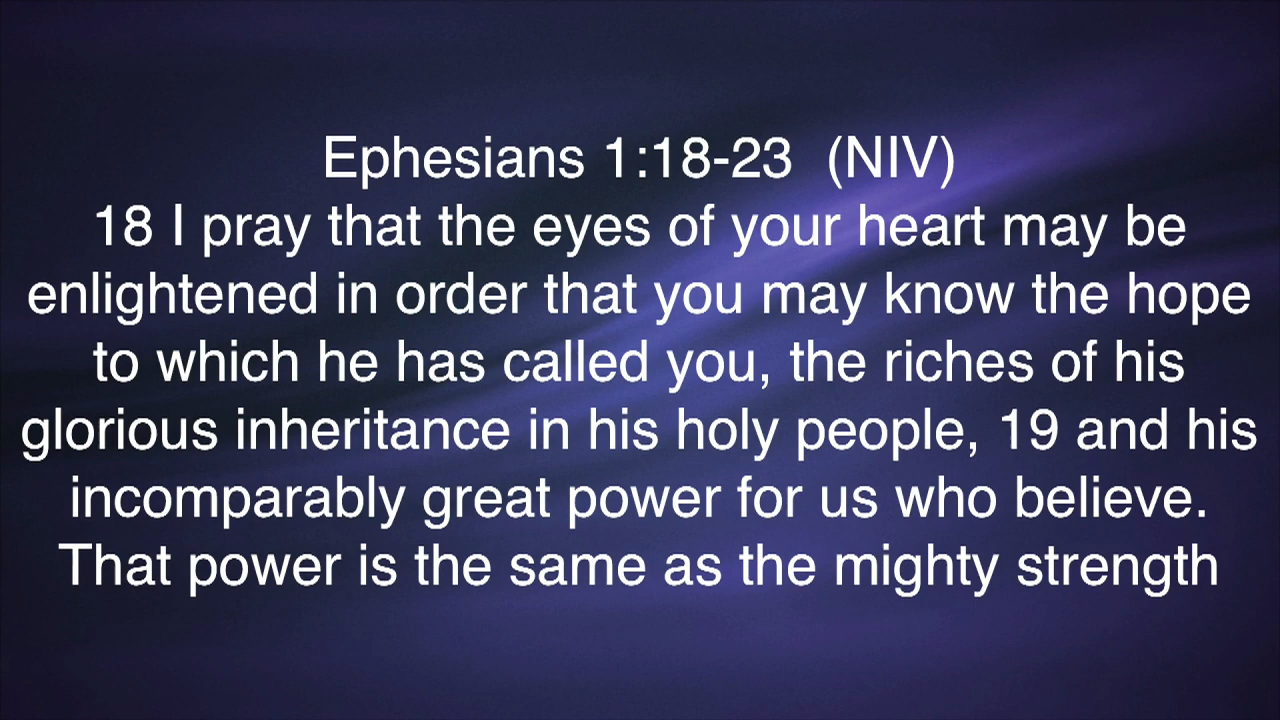 Ephesians 1:18-23 (NIV)
18 I pray that the eyes of your heart may be
enlightened in order that you may know the hope
to which he has called you, the riches of his
glorious inheritance in his holy people, 19 and his
incomparably great power for us who believe.
That power is the same as the mighty strength